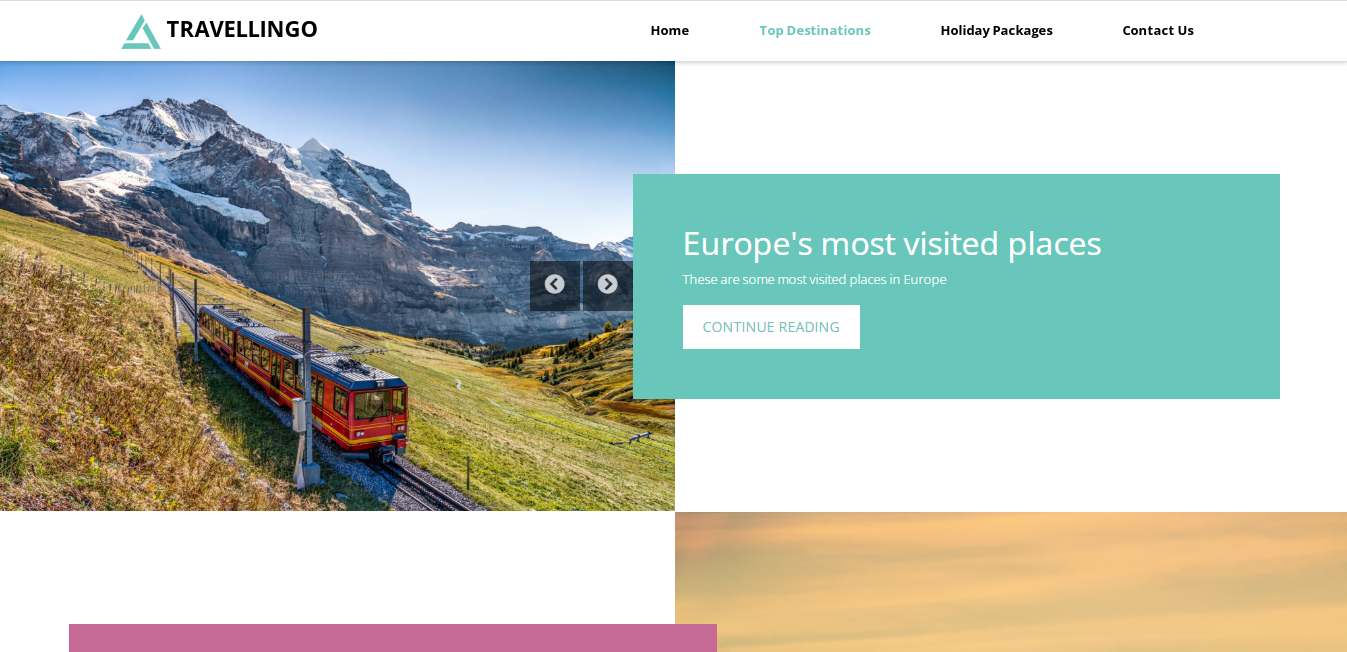 TRAVELLINGO
Home
Top Destinations
Holiday Packages
Contact Us
Europe's most visited places
These are some most visited places in Europe
CONTINUE READING